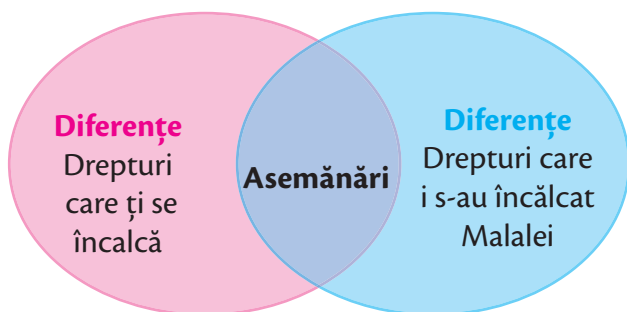 Diferențe
Drepturi
care ți se
încalcă
Asemănări
Diferențe
Drepturi care
i s-au încălcat
Malalei